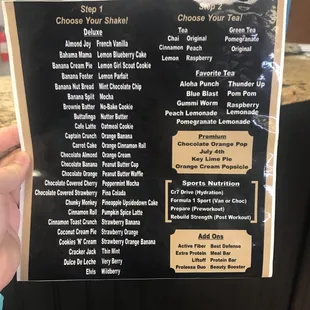 Step 1
Choose Your Shake!
Deluxe
Almond Joy
Bahama Mama
Banana Cream Pie
Banana Foster
Banana Nut Bread
Banana Split
Brownie Batter
Butterfinga
Cafe Latte
Captain Crunch
Carrot Cake
Chocolate Almond
Chocolate Banana
Chocolate Orange
Chocolate Covered Cherry
Chocolate Covered Strawberry
Chunky Monkey
Cinnamon Roll
Cinnamon Toast Crunch
Coconut Cream Pie
Cookies 'N' Cream
Cracker Jack
Dulce De Leche
Elvis
French Vanilla
Lemon Blueberry Cake
Lemon Girl Scout Cookie
Lemon Parfait
Mint Chocolate Chip
Mocha
No-Bake Cookie
Nutter Butter
Oatmeal Cookie
Orange Banana
Orange Cinnamon Roll
Orange Cream
Peanut Butter Cup
Peanut Butter Waffle
Peppermint Mocha
Pina Colada
Pineapple Upsidedown Cake
Pumpkin Spice Latte
Strawberry Banana
Strawberry Orange
Strawberry Orange Banana
Thin Mint
Very Berry
Wildberry
Step 2
Choose Your Tea!
Tea
Chai Original
Cinnamon Peach
Lemon Raspberry
Green Tea
Pomegranate
Original
Favorite Tea
Aloha Punch
Blue Blast
Gummi Worm
Peach Lemonade
Thunder Up
Pom Pom
Raspberry
Lemonade
Pomegranate Lemonade
Premium
Chocolate Orange Pop
July 4th
Key Lime Pie
Orange Cream Popsicle
Sports Nutrition
Cr7 Drive (Hydration)
Formula 1 Sport (Van or Choc)
Prepare (Preworkout)
Rebuild Strength (Post Workout)
Add Ons
Active Fiber
Extra Protein
Liftoff
Prolessa Duo
Best Defense
Meal Bar
Protein Bar
Beauty Booster